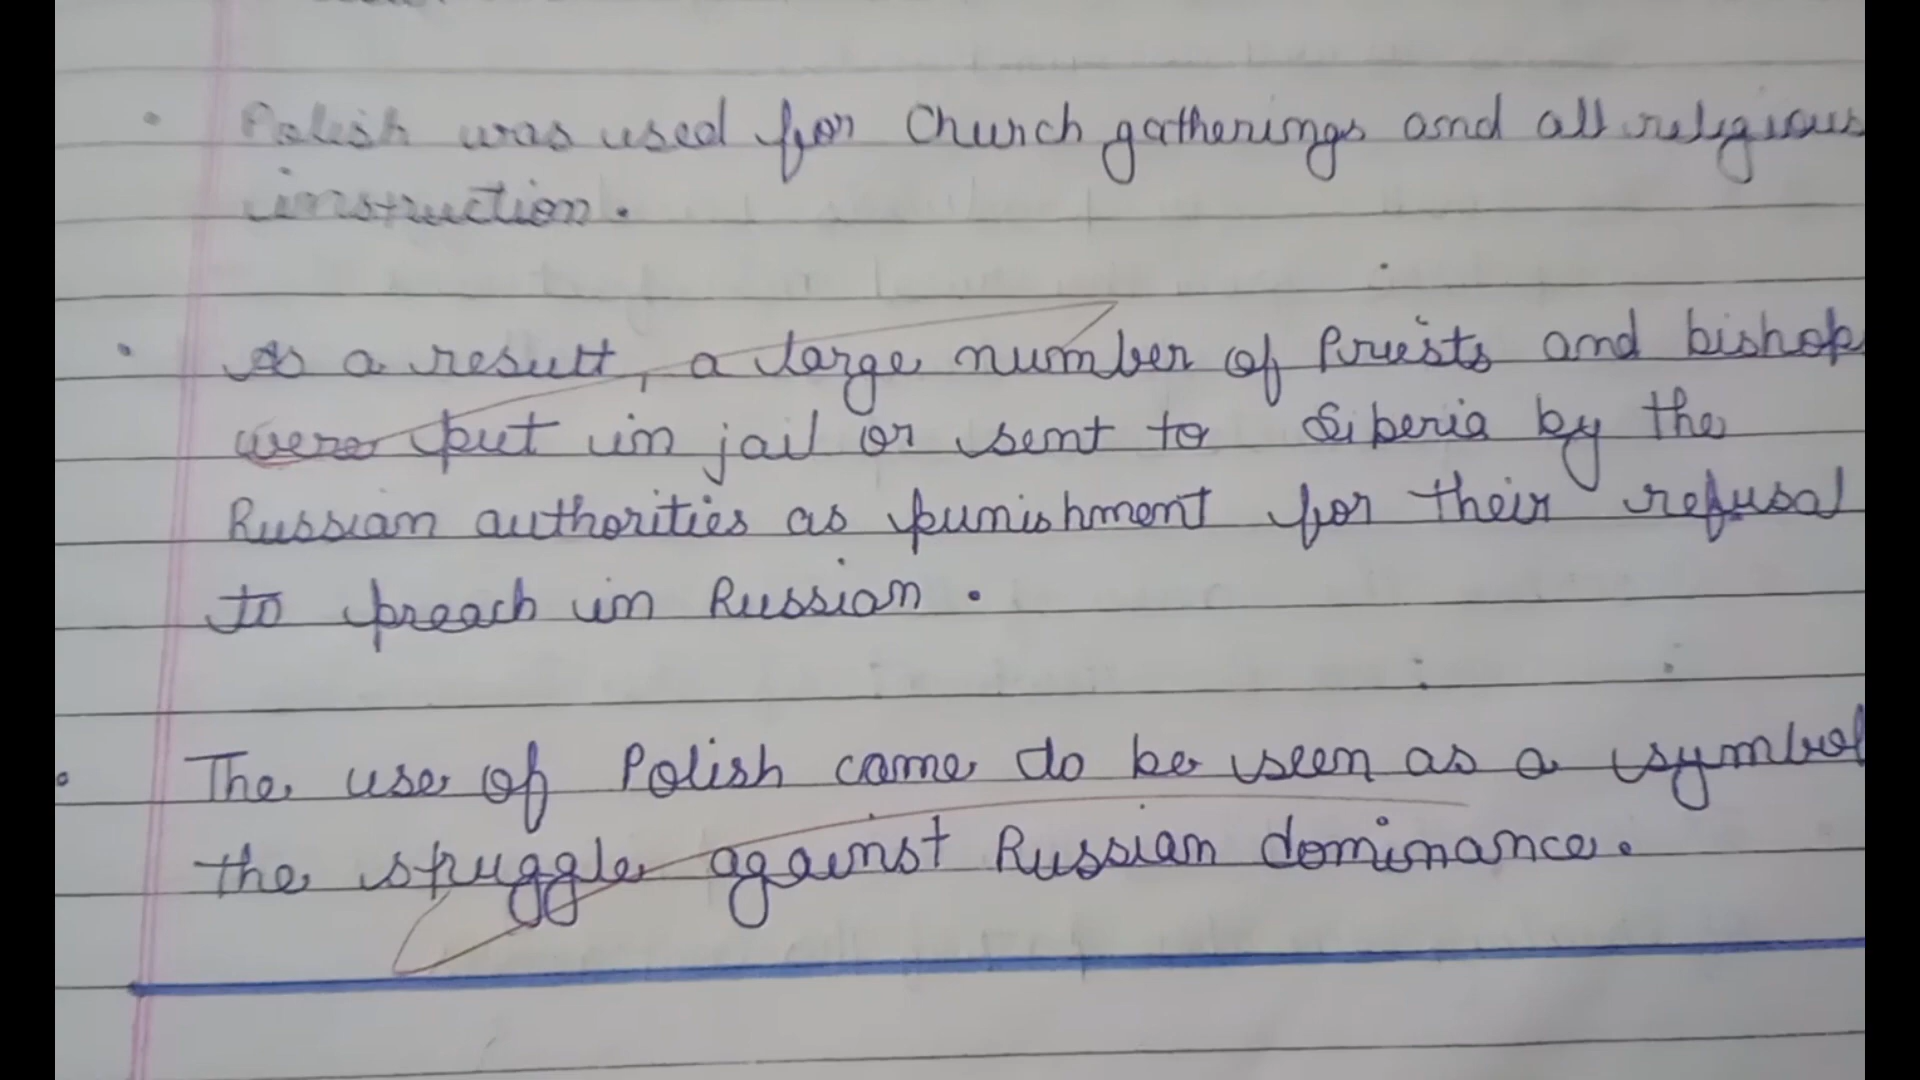 • Polish was used for Church gatherings and all religious
instruction.
• As a result, a large number of Priests and bishop
were put in jail or sent to Siberia by the
Russian authorities as punishment for their refusal
to preach in Russian.
• The use of Polish came do be seen as a symbol
the struggle against Russian dominance.